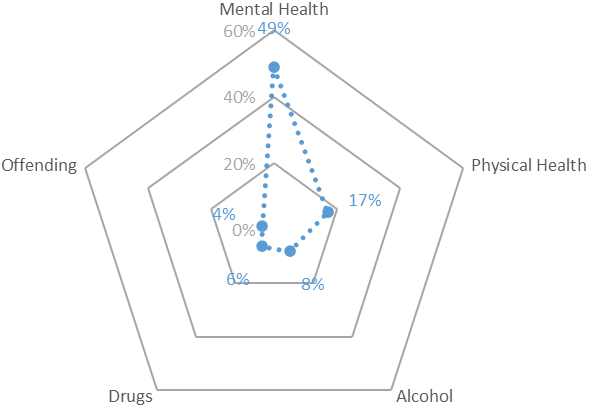 Mental Health
49%
60%
40%
20%
0%
Offending
Physical Health
17%
4%
6%
8%
Drugs
Alcohol